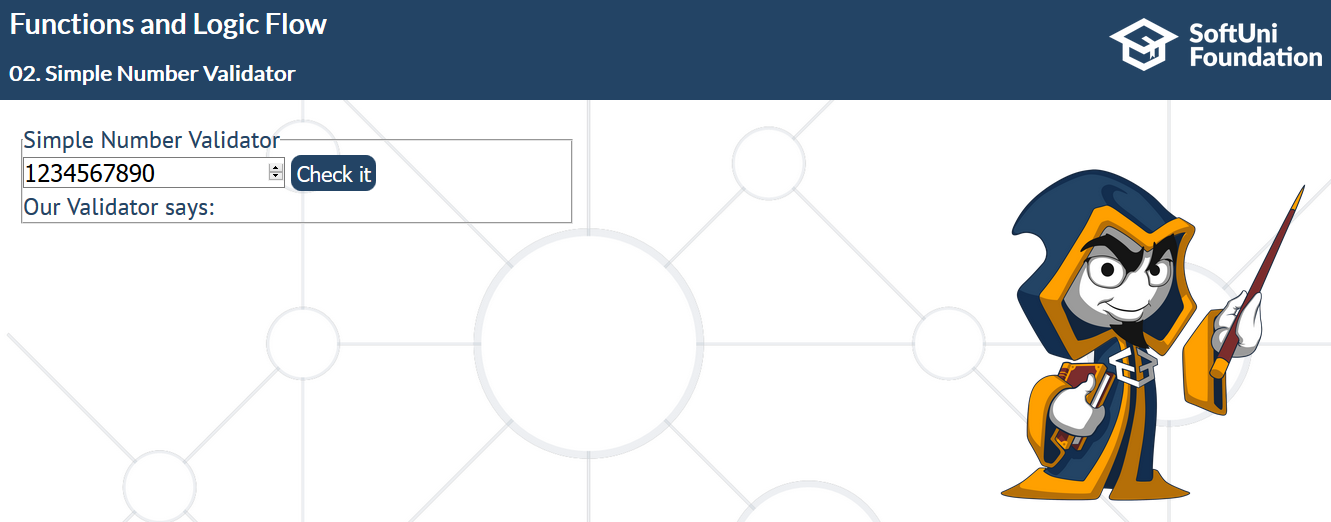 Functions and Logic Flow
02. Simple Number Validator
SoftUni
Foundation
Simple Number Validator
1234567890
Check it
Our Validator says: